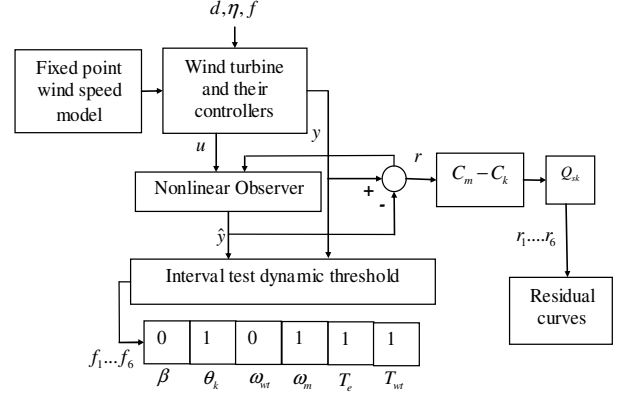 d, η, f
Fixed point
wind speed
model
Wind turbine
and their
controllers
u
y
r
C_m − C_k
Q_sk
Nonlinear Observer
+
-
ŷ
r_1....r_6
Interval test dynamic threshold
Residual
curves
f_1...f_6
0 1 0 1 1 1
β θ_k ω_wt ω_m T_e T_wt